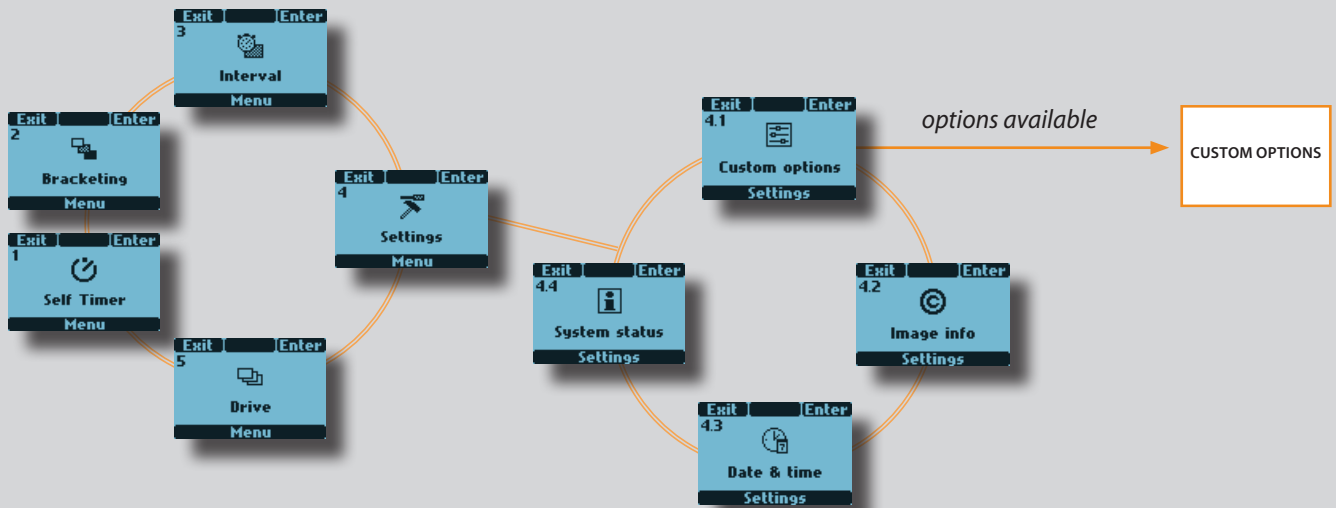 Exit Enter
3
Interval
Menu
Exit Enter
2
Bracketing
Menu
Exit Enter
1
Self Timer
Menu
Exit Enter
4
Settings
Menu
Exit Enter
5
Drive
Menu
Exit Enter
4.1
Custom options
Settings
options available
CUSTOM OPTIONS
Exit Enter
4.4
System status
Settings
Exit Enter
4.2
Image info
Settings
Exit Enter
4.3
Date & time
Settings